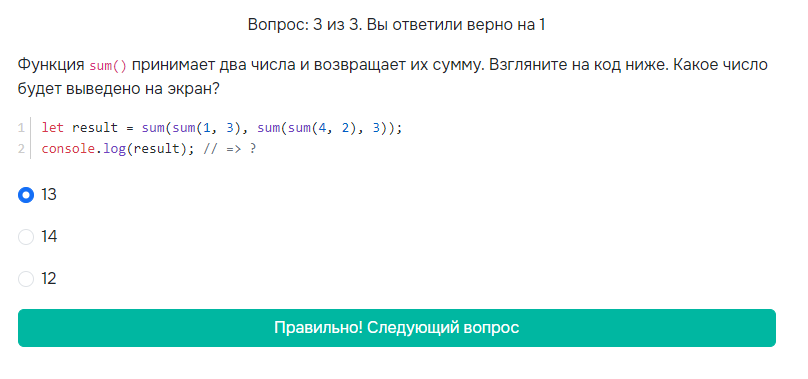 Вопрос: 3 из 3. Вы ответили верно на 1
Функция sum() принимает два числа и возвращает их сумму. Взгляните на код ниже. Какое число
будет выведено на экран?
1 let result = sum(sum(1, 3), sum(sum(4, 2), 3));
2 console.log(result); // => ?
13
14
12
Правильно! Следующий вопрос